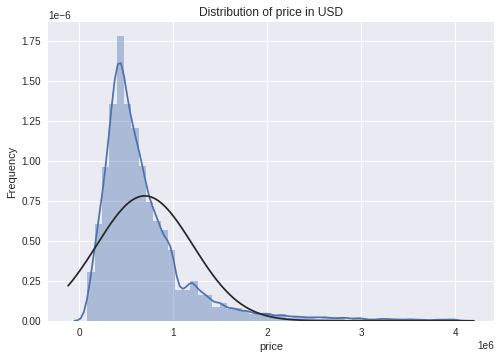 Distribution of price in USD
1e−6
1.75
1.50
1.25
1.00
0.75
0.50
0.25
0.00
Frequency
0 1 2 3 4
1e6
price